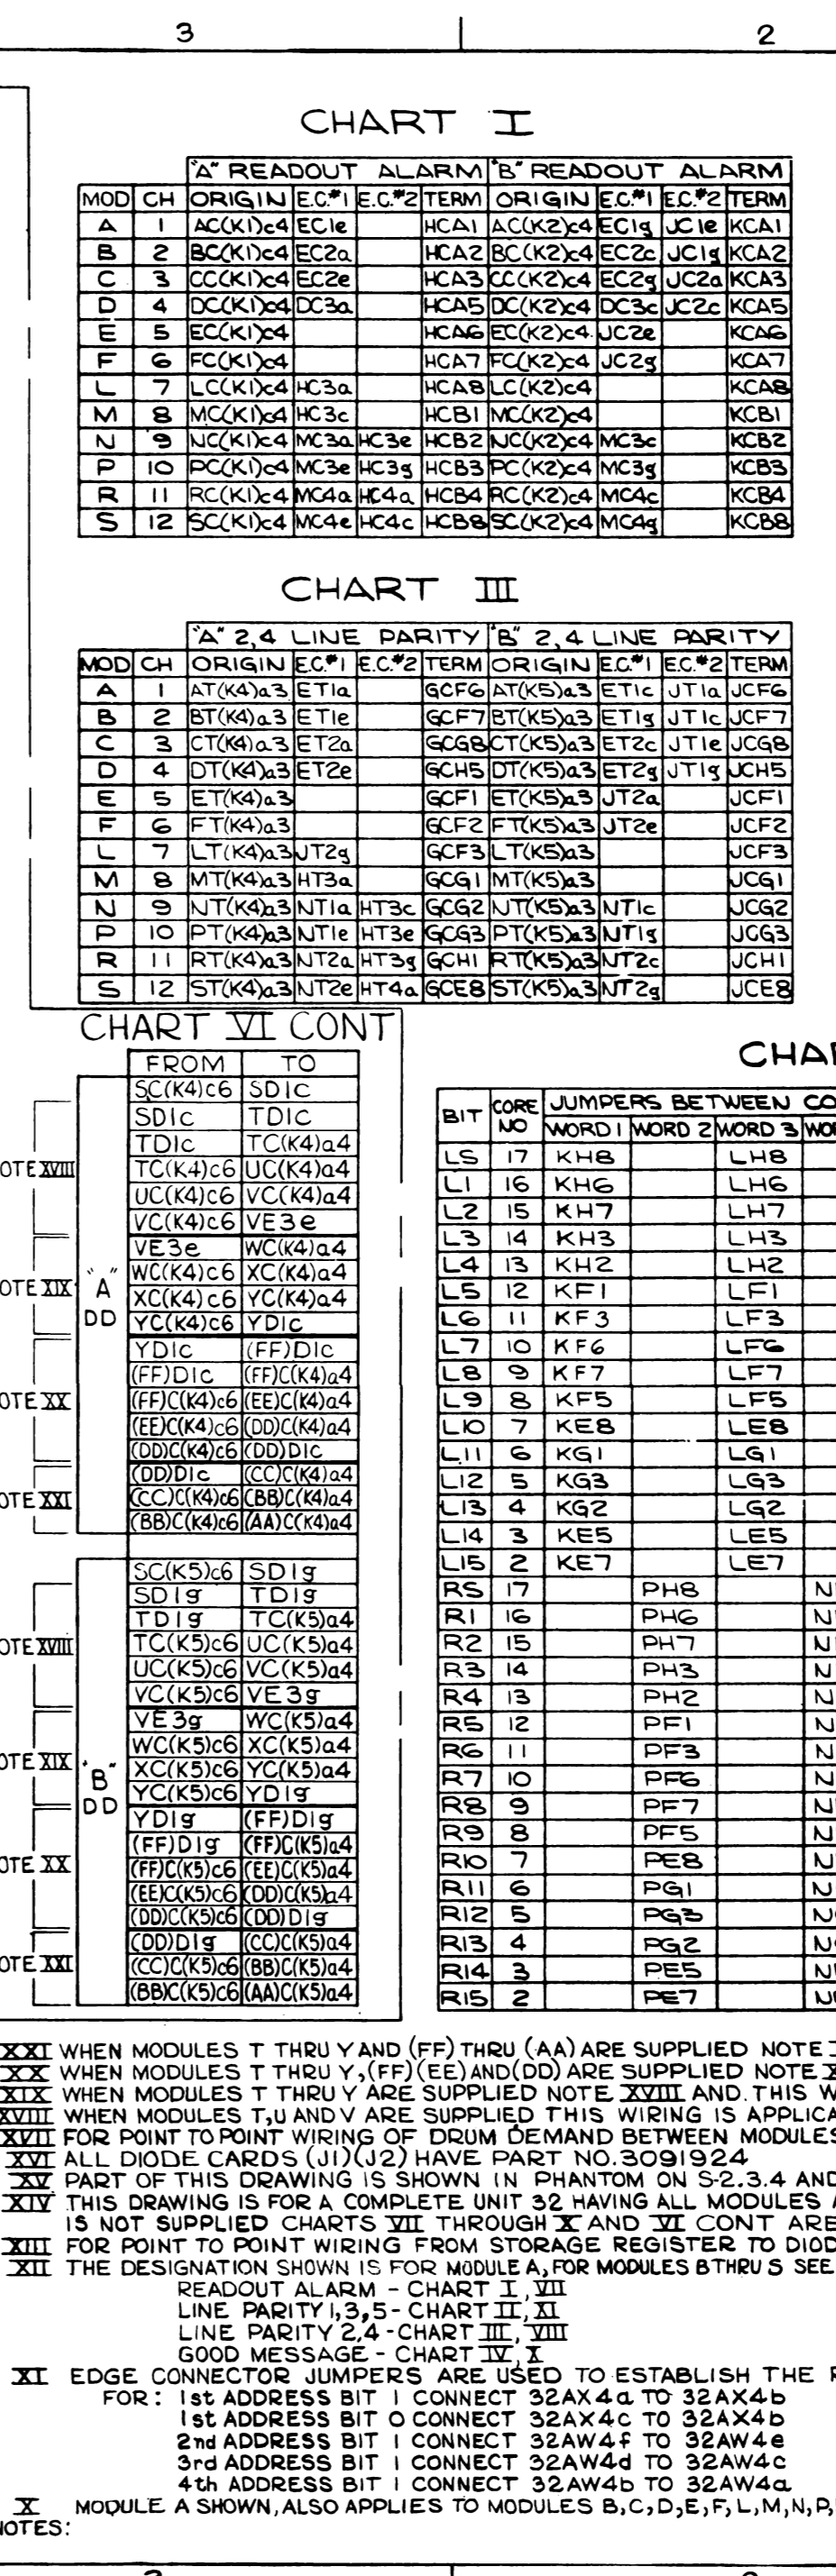 3 2
CHART I
"A" READOUT ALARM "B" READOUT ALARM
MOD CH ORIGIN E.C.#1 E.C.#2 TERM ORIGIN E.C.#1 E.C.#2 TERM
A 1 AC(K1)c4 EC1e HCA1 AC(K2)c4 EC1g JC1e KCA1
B 2 BC(K1)c4 EC2a HCA2 BC(K2)c4 EC2c JC1g KCA2
C 3 CC(K1)c4 EC2e HCA3 CC(K2)c4 EC2g JC2a KCA3
D 4 DC(K1)c4 DC3a HCA5 DC(K2)c4 DC3c JC2c KCA5
E 5 EC(K1)c4 HCA6 EC(K2)c4 JC2e KCA6
F 6 FC(K1)c4 HCA7 FC(K2)c4 JC2g KCA7
L 7 LC(K1)c4 HC3a HCA8 LC(K2)c4 KCA8
M 8 MC(K1)c4 HC3c HCB1 MC(K2)c4 KCB1
N 9 NC(K1)c4 MC3a HC3e HCB2 NC(K2)c4 MC3c KCB2
P 10 PC(K1)c4 MC3e HC3g HCB3 PC(K2)c4 MC3g KCB3
R 11 RC(K1)c4 MC4a HC4a HCB4 RC(K2)c4 MC4c KCB4
S 12 SC(K1)c4 MC4e HC4c HCB8 SC(K2)c4 MC4g KCB8
CHART III
"A" 2,4 LINE PARITY "B" 2,4 LINE PARITY
MOD CH ORIGIN E.C.#1 E.C.#2 TERM ORIGIN E.C.#1 E.C.#2 TERM
A 1 AT(K4)a3 ET1a GCF6 AT(K5)a3 ET1c JT1a JCF6
B 2 BT(K4)a3 ET1e GCF7 BT(K5)a3 ET1g JT1c JCF7
C 3 CT(K4)a3 ET2a GCG8 CT(K5)a3 ET2c JT1e JCG8
D 4 DT(K4)a3 ET2e GCH5 DT(K5)a3 ET2g JT1g JCH5
E 5 ET(K4)a3 GCF1 ET(K5)a3 JT2a JCF1
F 6 FT(K4)a3 GCF2 FT(K5)a3 JT2e JCF2
L 7 LT(K4)a3 JT2g GCF3 LT(K5)a3 JCF3
M 8 MT(K4)a3 HT3a GCG1 MT(K5)a3 JCG1
N 9 NT(K4)a3 NT1a HT3c GCG2 NT(K5)a3 NT1c JCG2
P 10 PT(K4)a3 NT1e HT3e GCG3 PT(K5)a3 NT1g JCG3
R 11 RT(K4)a3 NT2a HT3g GCH1 RT(K5)a3 NT2c JCH1
S 12 ST(K4)a3 NT2e HT4a GCE8 ST(K5)a3 NT2g JCE8
CHART VI CONT
FROM TO
SC(K4)c6 SD1c
SD1c TD1c
TD1c TC(K4)a4
OTE XVIII TC(K4)c6 UC(K4)a4
UC(K4)c6 VC(K4)a4
VC(K4)c6 VE3e
VE3e WC(K4)a4
"A" DD
WC(K4)c6 XC(K4)a4
OTE XIX XC(K4)c6 YC(K4)a4
YC(K4)c6 YD1c
YD1c (FF)D1c
(FF)D1c (FF)C(K4)a4
OTE XX (FF)C(K4)c6 (EE)C(K4)a4
(EE)C(K4)c6 (DD)C(K4)a4
(DD)C(K4)c6 (DD)D1c
(DD)D1c (CC)C(K4)a4
OTE XXI (CC)C(K4)c6 (BB)C(K4)a4
(BB)C(K4)c6 (AA)C(K4)a4
SC(K5)c6 SD1g
SD1g TD1g
TD1g TC(K5)a4
OTE XVIII TC(K5)c6 UC(K5)a4
UC(K5)c6 VC(K5)a4
VC(K5)c6 VE3g
VE3g WC(K5)a4
WC(K5)c6 XC(K5)a4
OTE XIX XC(K5)c6 YC(K5)a4
"B" DD
YC(K5)c6 YD1g
YD1g (FF)D1g
(FF)D1g (FF)C(K5)a4
OTE XX (FF)C(K5)c6 (EE)C(K5)a4
(EE)C(K5)c6 (DD)C(K5)a4
(DD)C(K5)c6 (DD)D1g
(DD)D1g (CC)C(K5)a4
OTE XXI (CC)C(K5)c6 (BB)C(K5)a4
(BB)C(K5)c6 (AA)C(K5)a4
CHA
BIT CORE NO JUMPERS BETWEEN CO
WORD 1 WORD 2 WORD 3 WO
LS 17 KH8 LH8
L1 16 KH6 LH6
L2 15 KH7 LH7
L3 14 KH3 LH3
L4 13 KH2 LH2
L5 12 KF1 LF1
L6 11 KF3 LF3
L7 10 KF6 LF6
L8 9 KF7 LF7
L9 8 KF5 LF5
L10 7 KE8 LE8
L11 6 KG1 LG1
L12 5 KG3 LG3
L13 4 KG2 LG2
L14 3 KE5 LE5
L15 2 KE7 LE7
RS 17 PH8 N
R1 16 PH6 N
R2 15 PH7 N
R3 14 PH3 N
R4 13 PH2 N
R5 12 PF1 N
R6 11 PF3 N
R7 10 PF6 N
R8 9 PF7 N
R9 8 PF5 N
R10 7 PE8 N
R11 6 PG1 N
R12 5 PG3 N
R13 4 PG2 N
R14 3 PE5 N
R15 2 PE7 N
XXI WHEN MODULES T THRU Y AND (FF) THRU (AA) ARE SUPPLIED NOTE
XX WHEN MODULES T THRU Y, (FF)(EE) AND (DD) ARE SUPPLIED NOTE
XIX WHEN MODULES T THRU Y ARE SUPPLIED NOTE XVIII AND THIS W
XVIII WHEN MODULES T,U AND V ARE SUPPLIED THIS WIRING IS APPLICA
XVII FOR POINT TO POINT WIRING OF DRUM DEMAND BETWEEN MODULES
XVI ALL DIODE CARDS (J1)(J2) HAVE PART NO. 3091924
XV PART OF THIS DRAWING IS SHOWN IN PHANTOM ON S-2.3.4 AND
XIV THIS DRAWING IS FOR A COMPLETE UNIT 32 HAVING ALL MODULES
IS NOT SUPPLIED CHARTS VII THROUGH X AND VI CONT ARE
XIII FOR POINT TO POINT WIRING FROM STORAGE REGISTER TO DIOD
XII THE DESIGNATION SHOWN IS FOR MODULE A, FOR MODULES B THRU S SEE
READOUT ALARM - CHART I, VII
LINE PARITY 1,3,5 - CHART II, XI
LINE PARITY 2,4 - CHART III, VIII
GOOD MESSAGE - CHART IV, X
XI EDGE CONNECTOR JUMPERS ARE USED TO ESTABLISH THE
FOR: 1st ADDRESS BIT 1 CONNECT 32AX4a TO 32AX4b
1st ADDRESS BIT 0 CONNECT 32AX4c TO 32AX4b
2nd ADDRESS BIT 1 CONNECT 32AW4f TO 32AW4e
3rd ADDRESS BIT 1 CONNECT 32AW4d TO 32AW4c
4th ADDRESS BIT 1 CONNECT 32AW4b TO 32AW4a
X MODULE A SHOWN, ALSO APPLIES TO MODULES B,C,D,E,F,L,M,N,P,
NOTES: